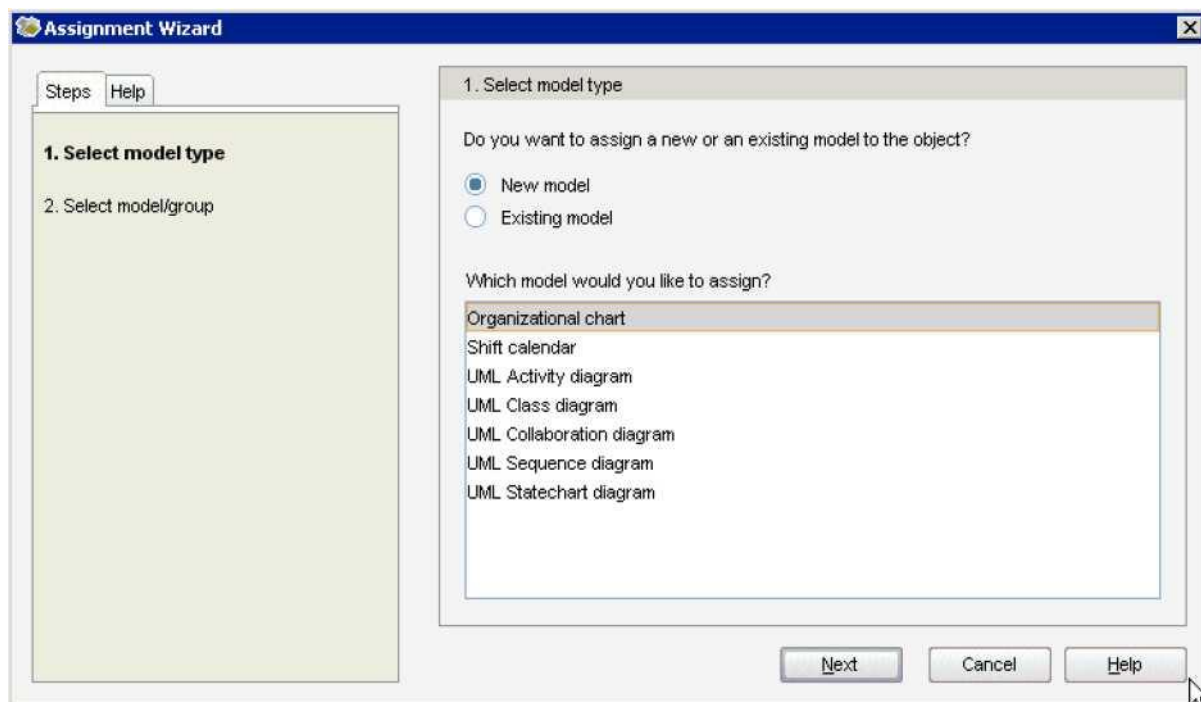 Assignment Wizard
Steps Help
1. Select model type
2. Select model/group
1. Select model type
Do you want to assign a new or an existing model to the object?
New model
Existing model
Which model would you like to assign?
Organizational chart
Shift calendar
UML Activity diagram
UML Class diagram
UML Collaboration diagram
UML Sequence diagram
UML Statechart diagram
Next Cancel Help